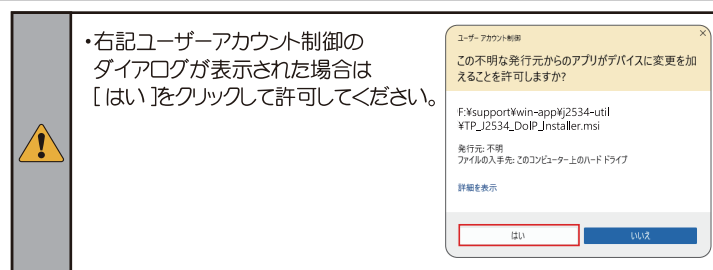 ・右記ユーザーアカウント制御の
ダイアログが表示された場合は
[ はい ]をクリックして許可してください。
ユーザー アカウント制御
×
この不明な発行元からのアプリがデバイスに変更を加
えることを許可しますか?
F:¥support¥win-app¥j2534-util
¥TP_J2534_DoIP_Installer.msi
発行元: 不明
ファイルの入手先: このコンピューター上のハード ドライブ
詳細を表示
はい
いいえ